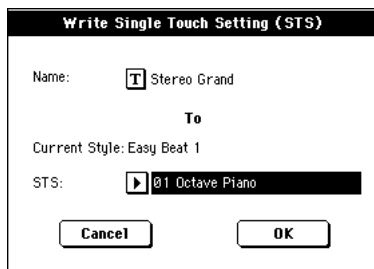 Write Single Touch Setting (STS)
Name: T Stereo Grand
To
Current Style: Easy Beat 1
STS: 01 Octave Piano
Cancel OK